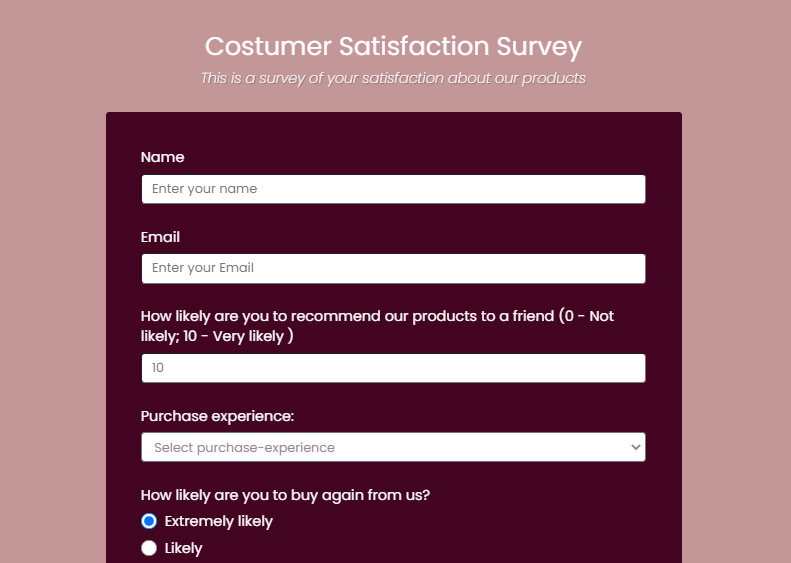 Costumer Satisfaction Survey
This is a survey of your satisfaction about our products
Name
Enter your name
Email
Enter your Email
How likely are you to recommend our products to a friend (0 - Not
likely; 10 - Very likely )
10
Purchase experience:
Select purchase-experience
How likely are you to buy again from us?
Extremely likely
Likely